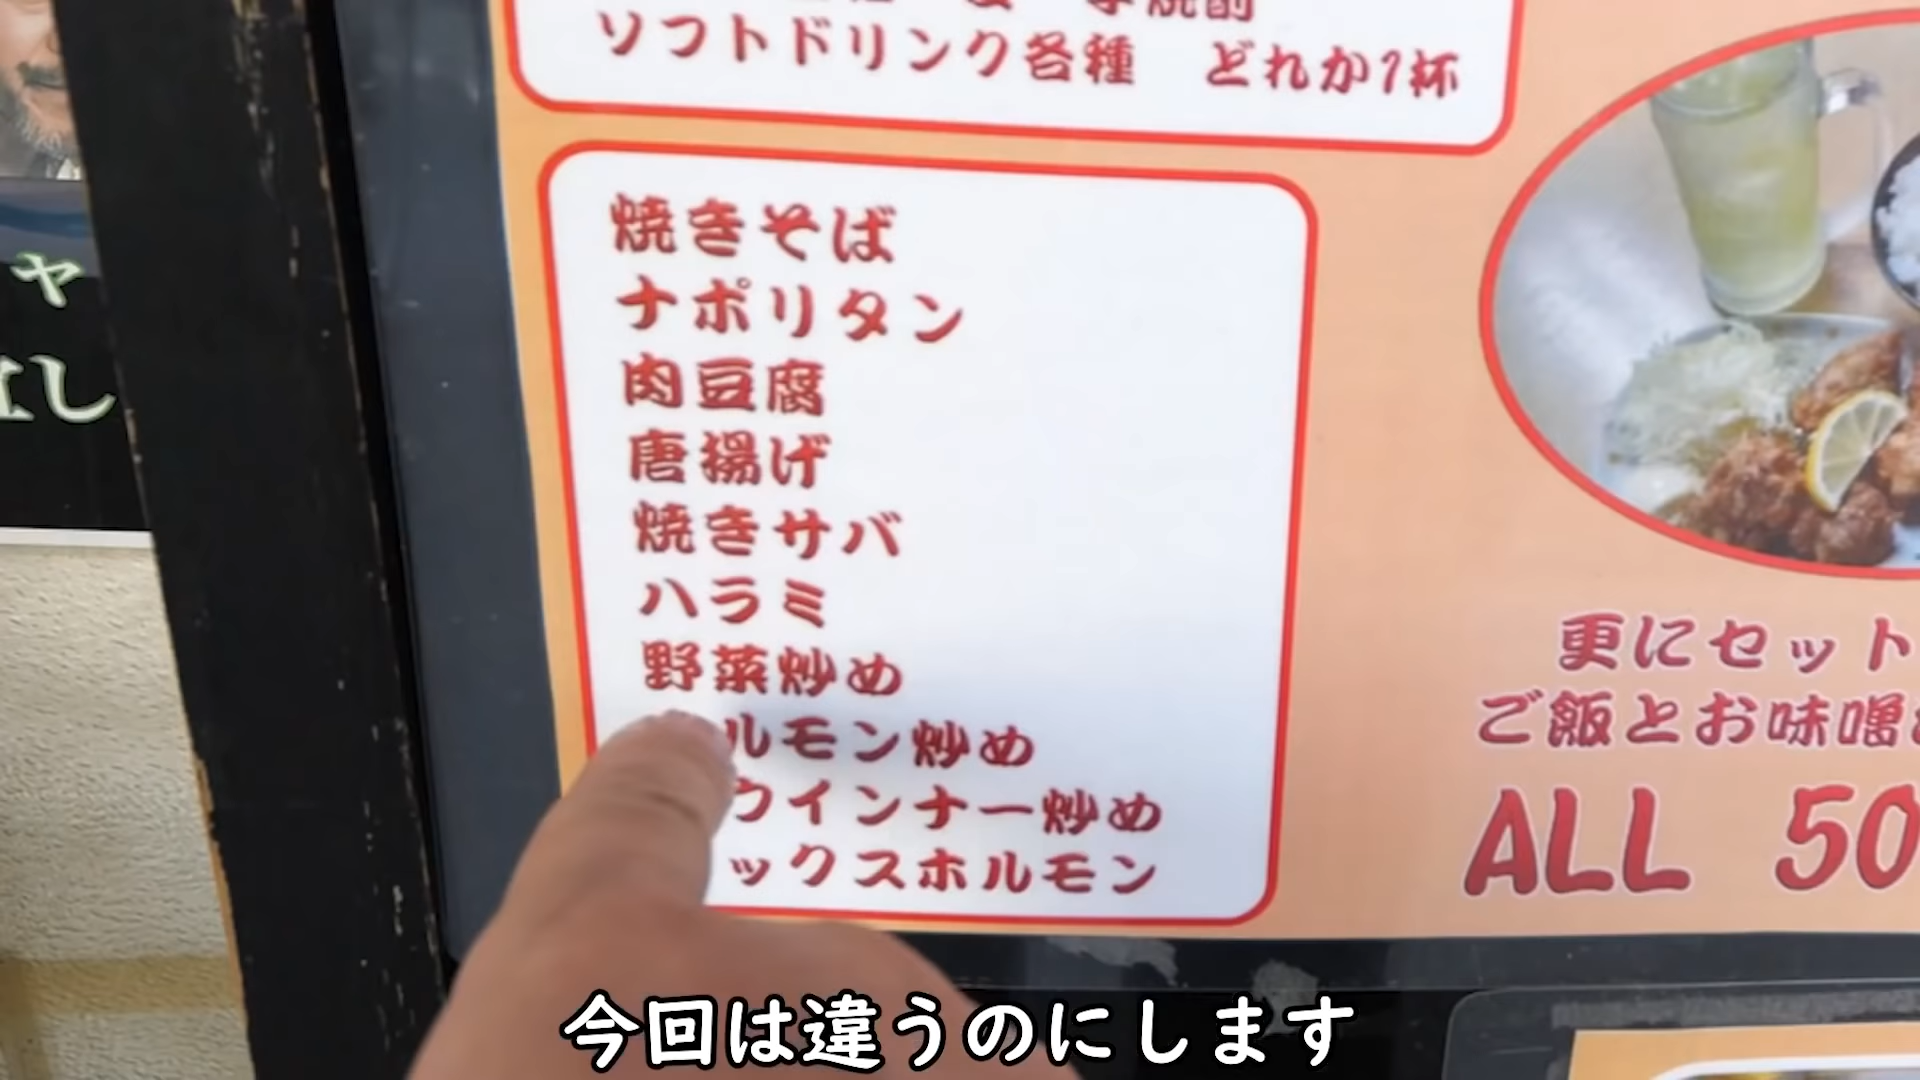 ソフトドリンク各種 どれか1杯
焼きそば
ナポリタン
肉豆腐
唐揚げ
焼きサバ
ハラミ
野菜炒め
ルモン炒め
ウインナー炒め
ックスホルモン
更にセット
ご飯とお味噌
ALL 50
ャ
し
今回は違うのにします